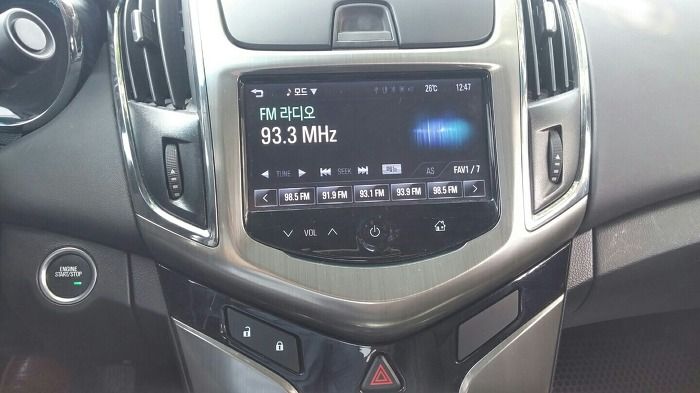 모드 26℃ 12:47
FM 라디오
93.3 MHz
TUNE SEEK AS FAV1 / 7
98.5 FM 91.9 FM 93.1 FM 93.9 FM 98.5 FM
VOL
ENGINE
START/STOP